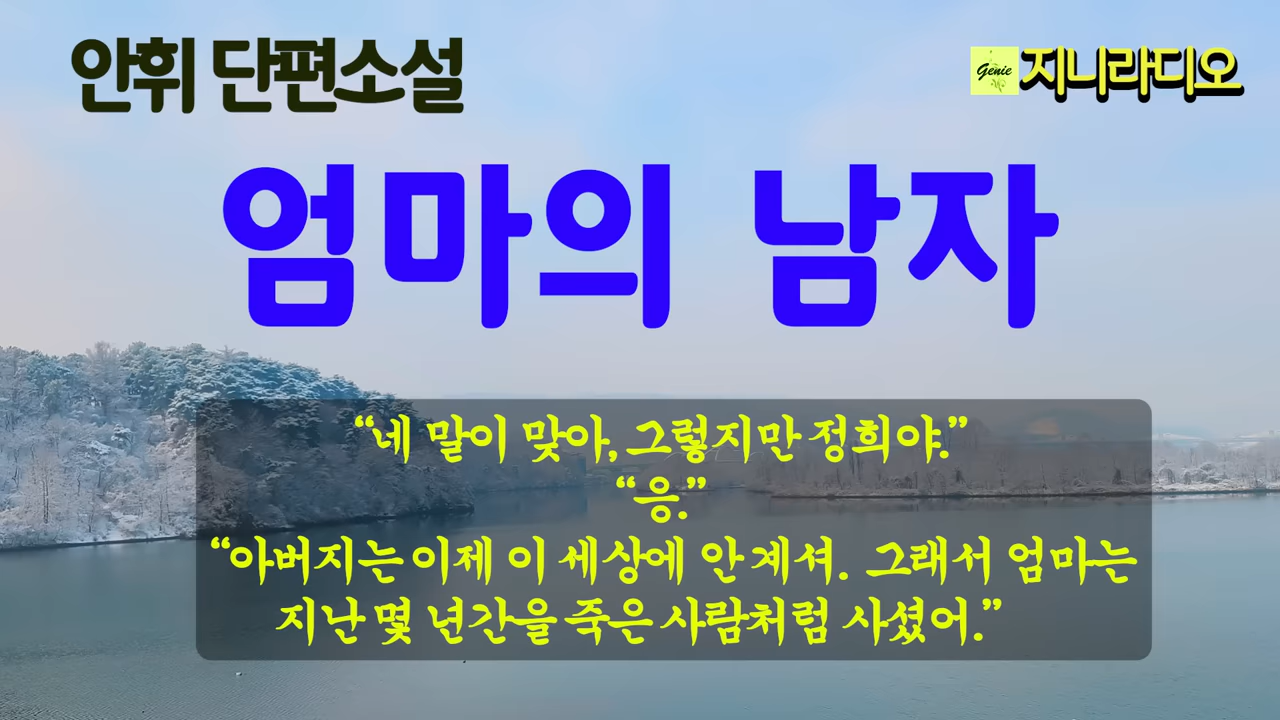 안휘 단편소설
Genie 지니라디오
엄마의 남자
“네 말이 맞아, 그렇지만 정희야.”
“응.”
“아버지는 이제 이 세상에 안 계셔. 그래서 엄마는
지난 몇 년간을 죽은 사람처럼 사셨어.”